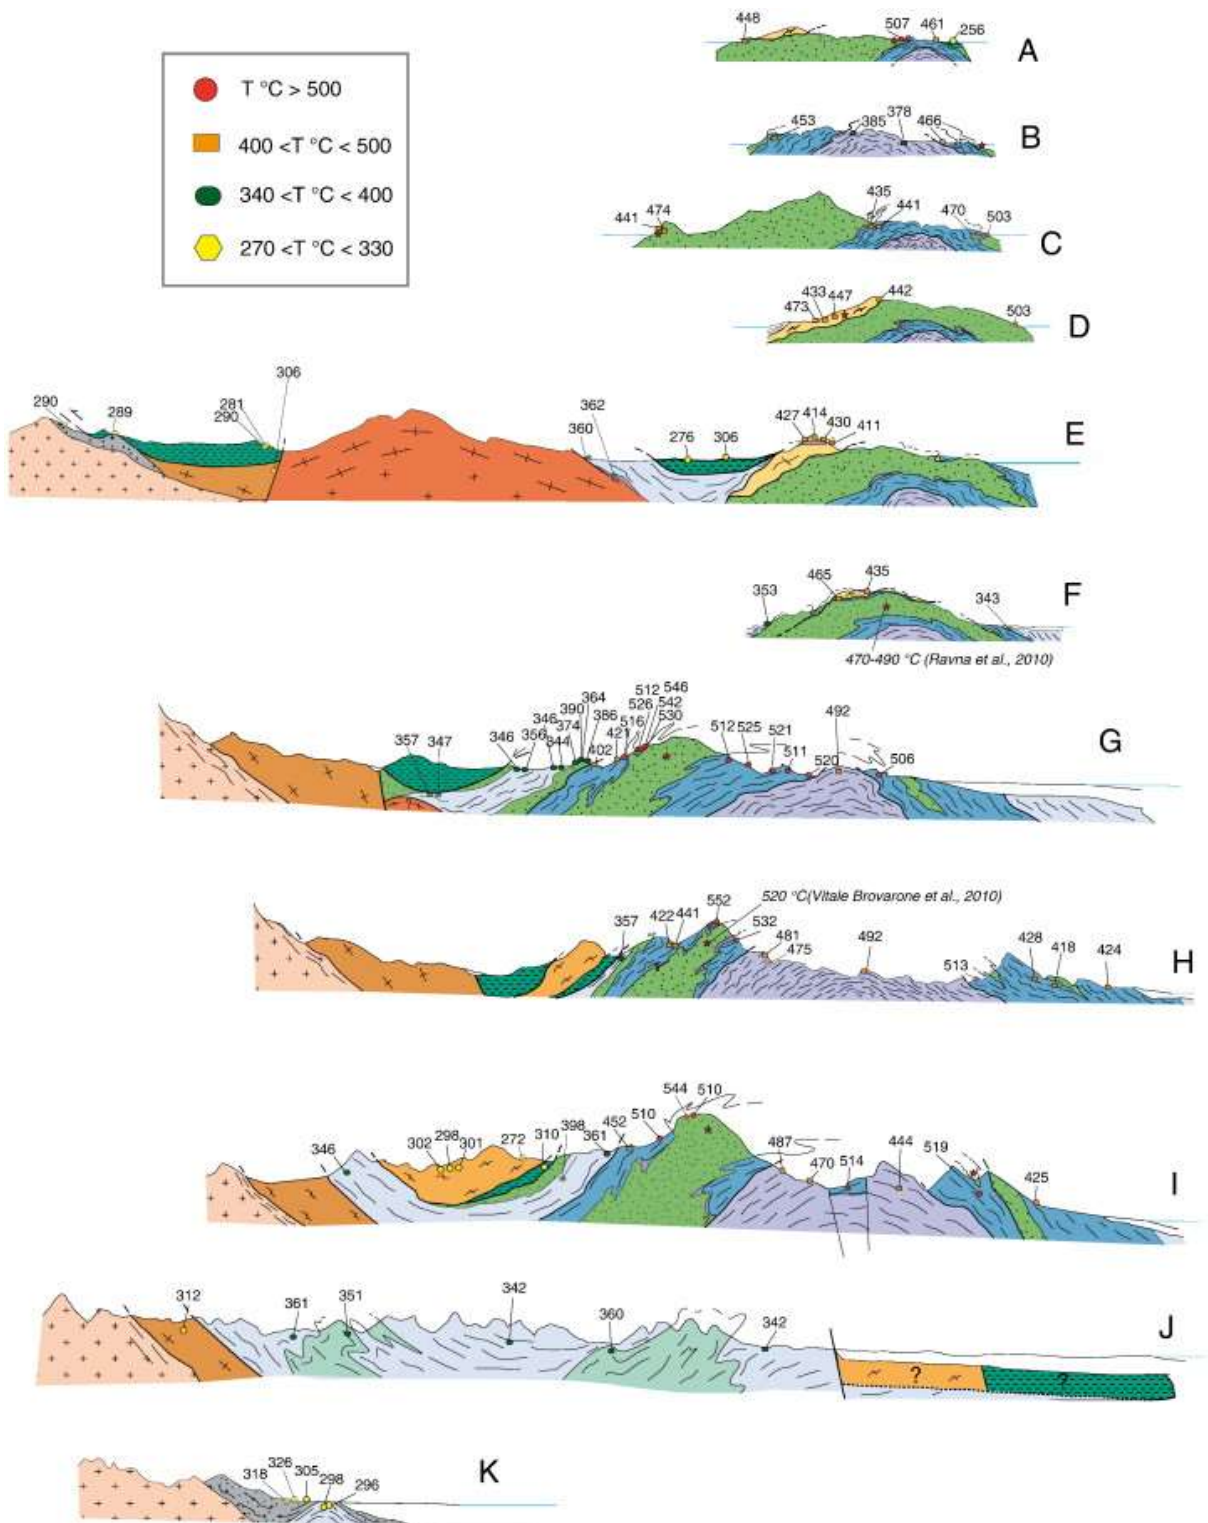 T °C > 500
400 <T °C < 500
340 <T °C < 400
270 <T °C < 330
448 507 461 256
A
453 385 378 466
B
441 474 435 441 470 503
C
473 433 447 442 503
D
290 289 281 290 306 362 360 276 306 427 414 430 411
E
353 465 435 343
F
470-490 °C (Ravna et al., 2010)
357 347 346 356 346 344 374 390 364 386 402 421 516 526 512 546 542 530 512 525 521 511 520 492 506
G
520 °C(Vitale Brovarone et al., 2010)
357 422 441 552 532 481 475 492 513 428 418 424
H
346 302 298 301 272 310 398 361 452 510 544 510 487 470 514 444 519 425
I
312 361 351 342 360 342
J
? ?
318 326 305 298 296
K